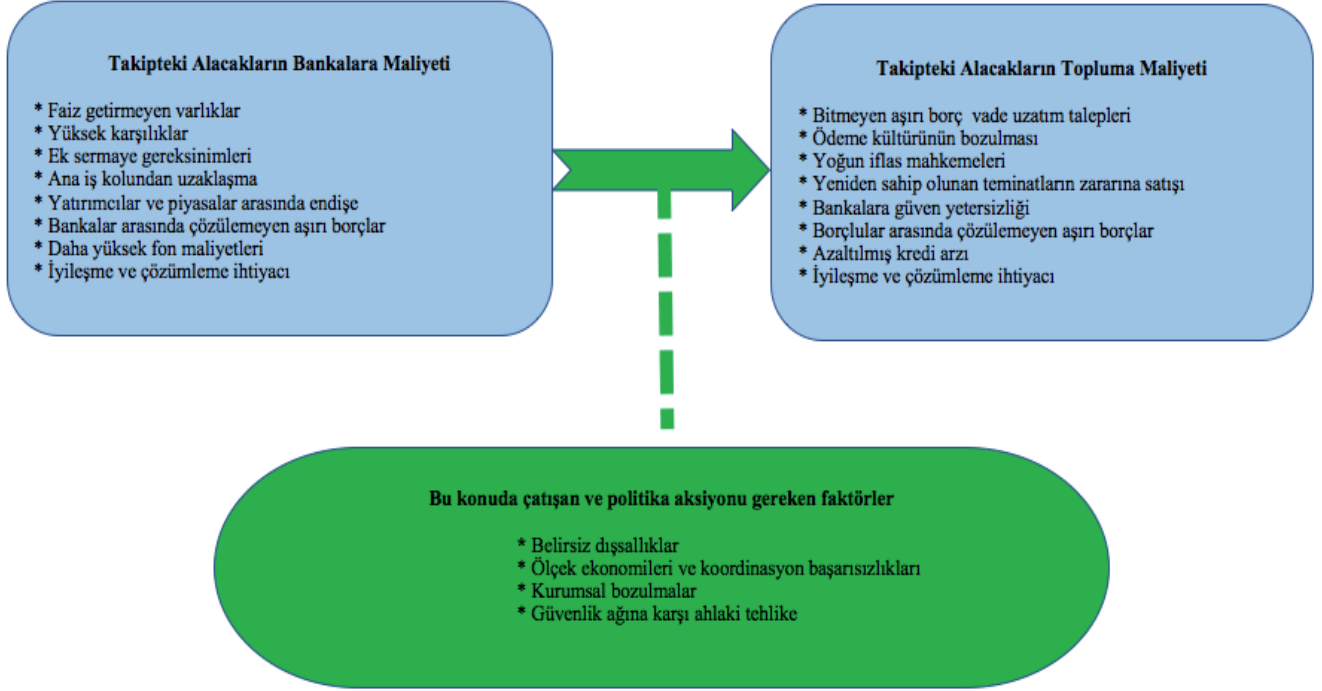 Takipteki Alacakların Bankalara Maliyeti
* Faiz getirmeyen varlıklar
* Yüksek karşılıklar
* Ek sermaye gereksinimleri
* Ana iş kolundan uzaklaşma
* Yatırımcılar ve piyasalar arasında endişe
* Bankalar arasında çözülemeyen aşırı borçlar
* Daha yüksek fon maliyetleri
* İyileşme ve çözümleme ihtiyacı
Takipteki Alacakların Topluma Maliyeti
* Bitmeyen aşırı borç vade uzatım talepleri
* Ödeme kültürünün bozulması
* Yoğun iflas mahkemeleri
* Yeniden sahip olunan teminatların zararına satışı
* Bankalara güven yetersizliği
* Borçlular arasında çözülemeyen aşırı borçlar
* Azaltılmış kredi arzı
* İyileşme ve çözümleme ihtiyacı
Bu konuda çatışan ve politika aksiyonu gereken faktörler
* Belirsiz dışsallıklar
* Ölçek ekonomileri ve koordinasyon başarısızlıkları
* Kurumsal bozulmalar
* Güvenlik ağına karşı ahlaki tehlike